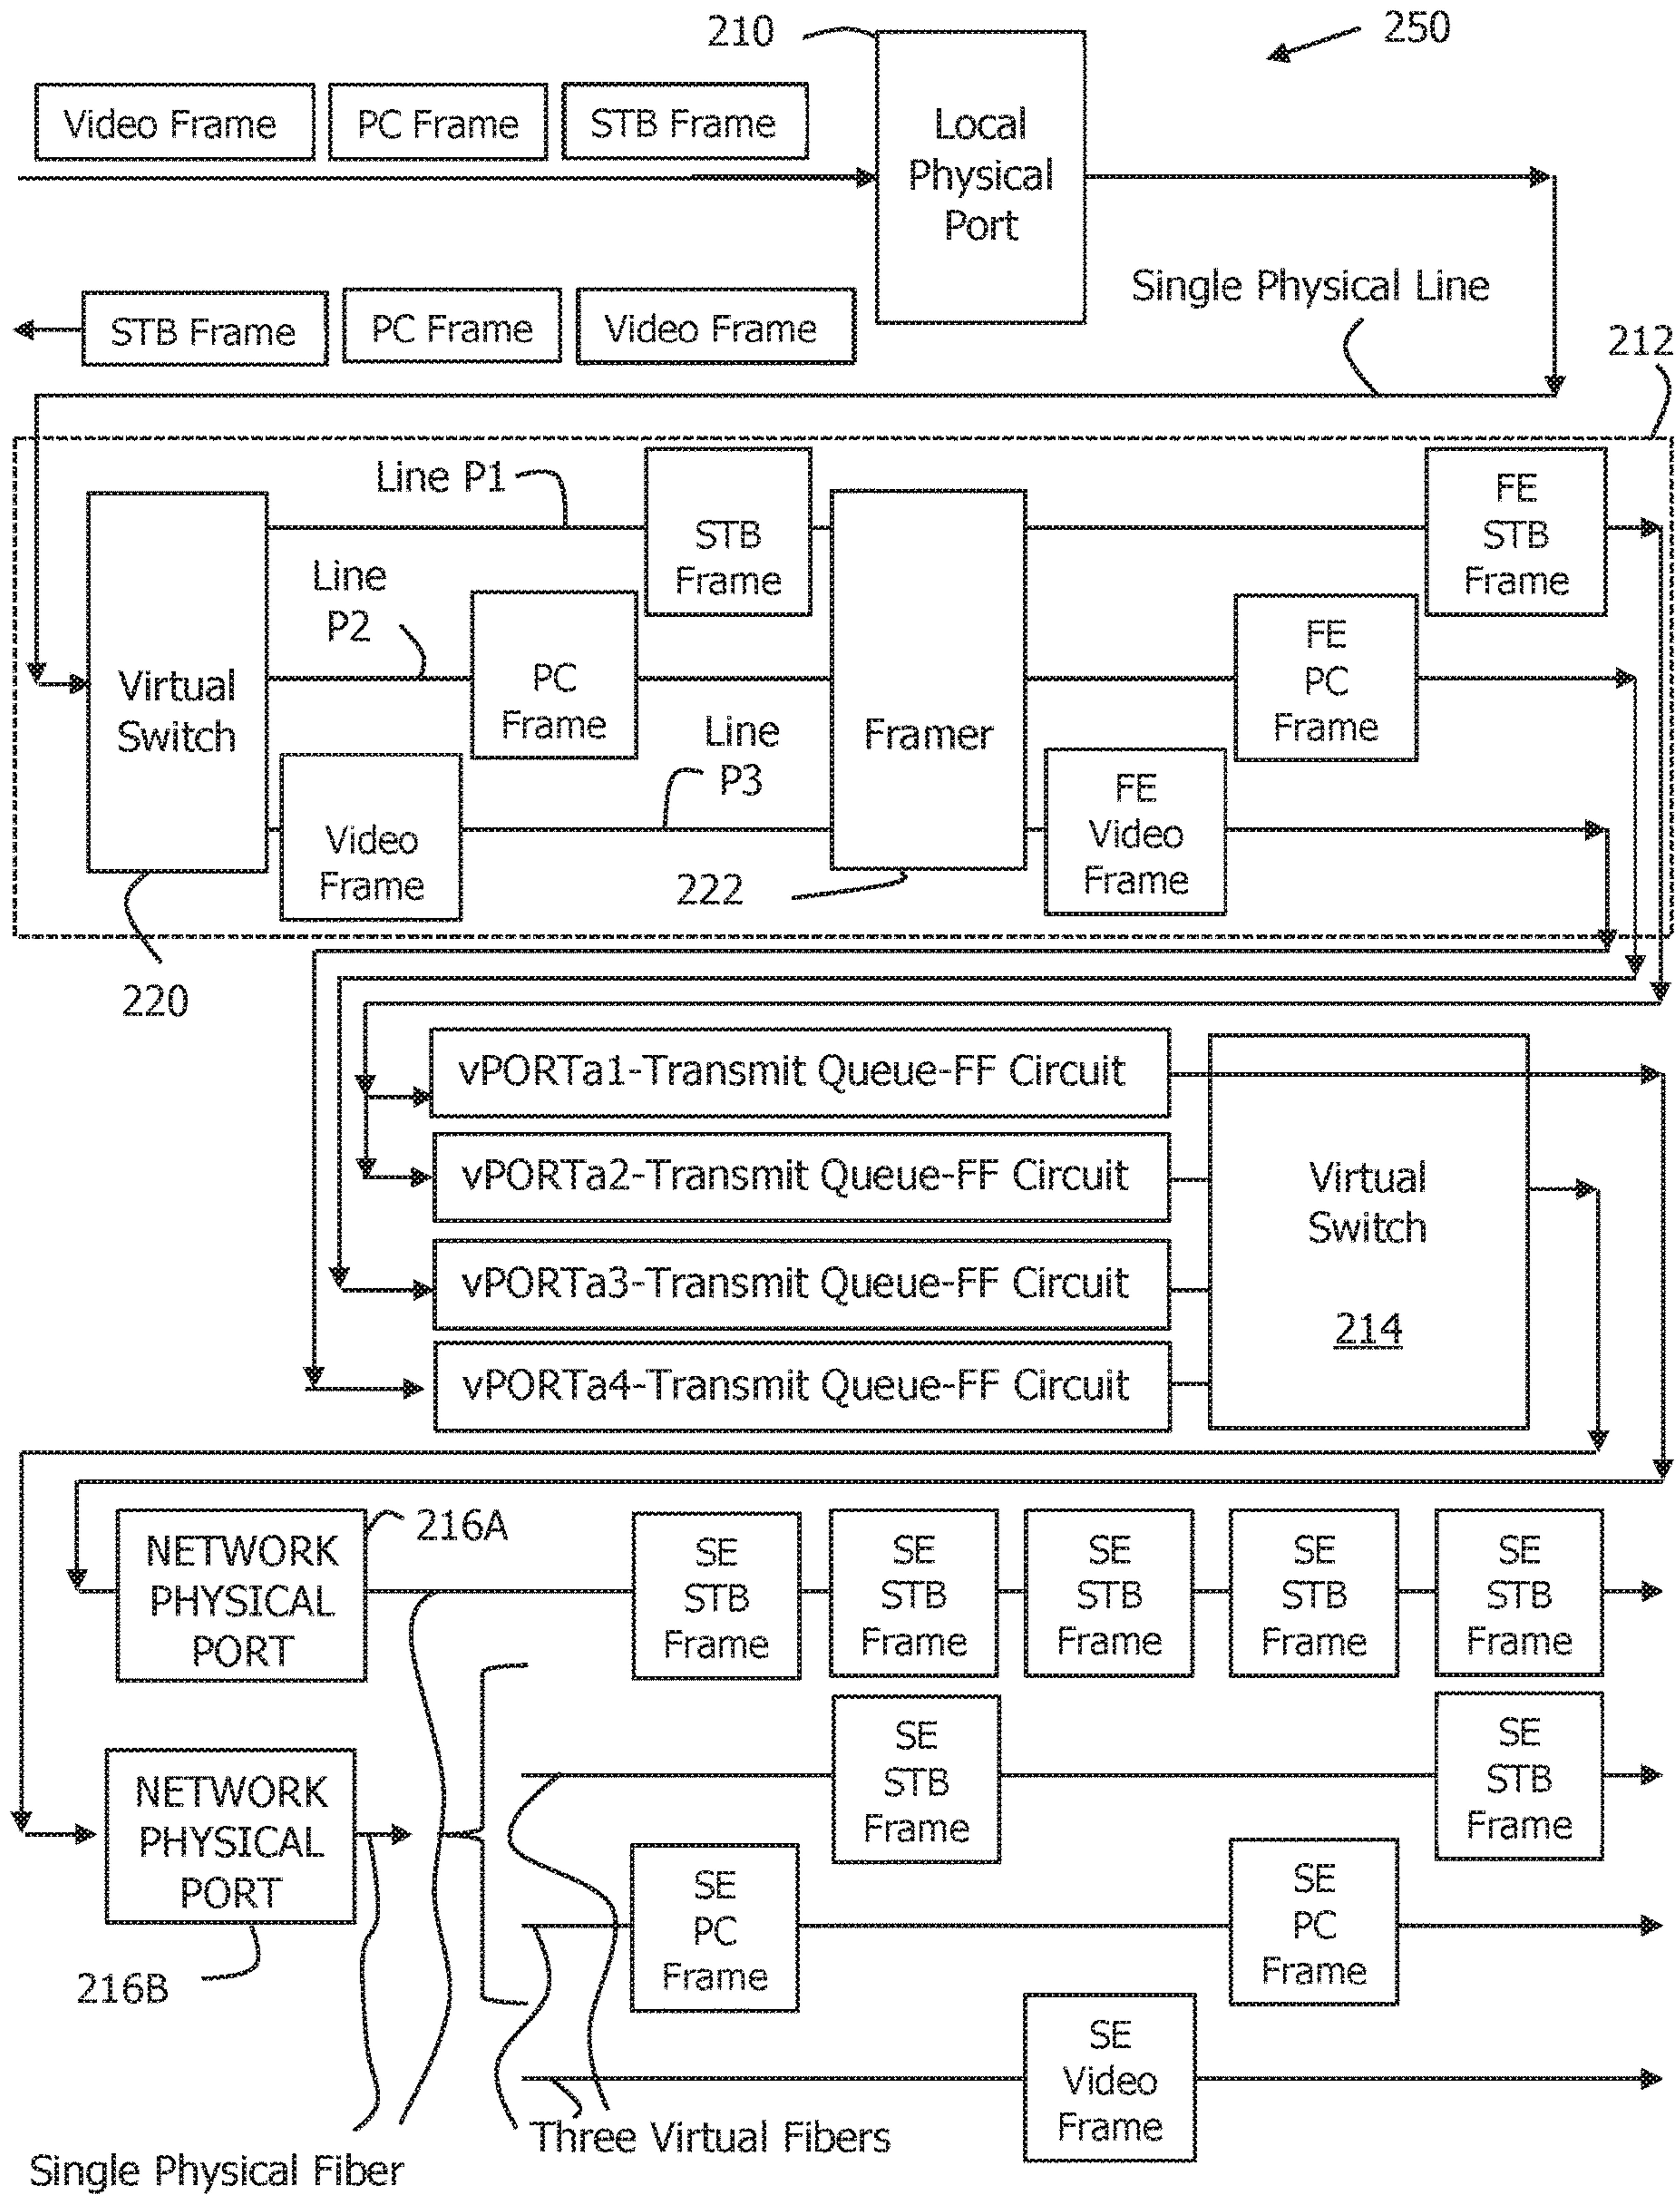 210
250
Video Frame
PC Frame
STB Frame
Local
Physical
Port
Single Physical Line
STB Frame
PC Frame
Video Frame
212
Line P1
STB
Frame
FE
STB
Frame
Line
P2
PC
Frame
FE
PC
Frame
Virtual
Switch
Line
P3
Framer
Video
Frame
FE
Video
Frame
222
220
vPORTa1-Transmit Queue-FF Circuit
vPORTa2-Transmit Queue-FF Circuit
vPORTa3-Transmit Queue-FF Circuit
vPORTa4-Transmit Queue-FF Circuit
Virtual
Switch
214
NETWORK
PHYSICAL
PORT
216A
SE
STB
Frame
SE
STB
Frame
SE
STB
Frame
SE
STB
Frame
SE
STB
Frame
SE
STB
Frame
SE
STB
Frame
NETWORK
PHYSICAL
PORT
216B
SE
PC
Frame
SE
PC
Frame
SE
Video
Frame
Three Virtual Fibers
Single Physical Fiber